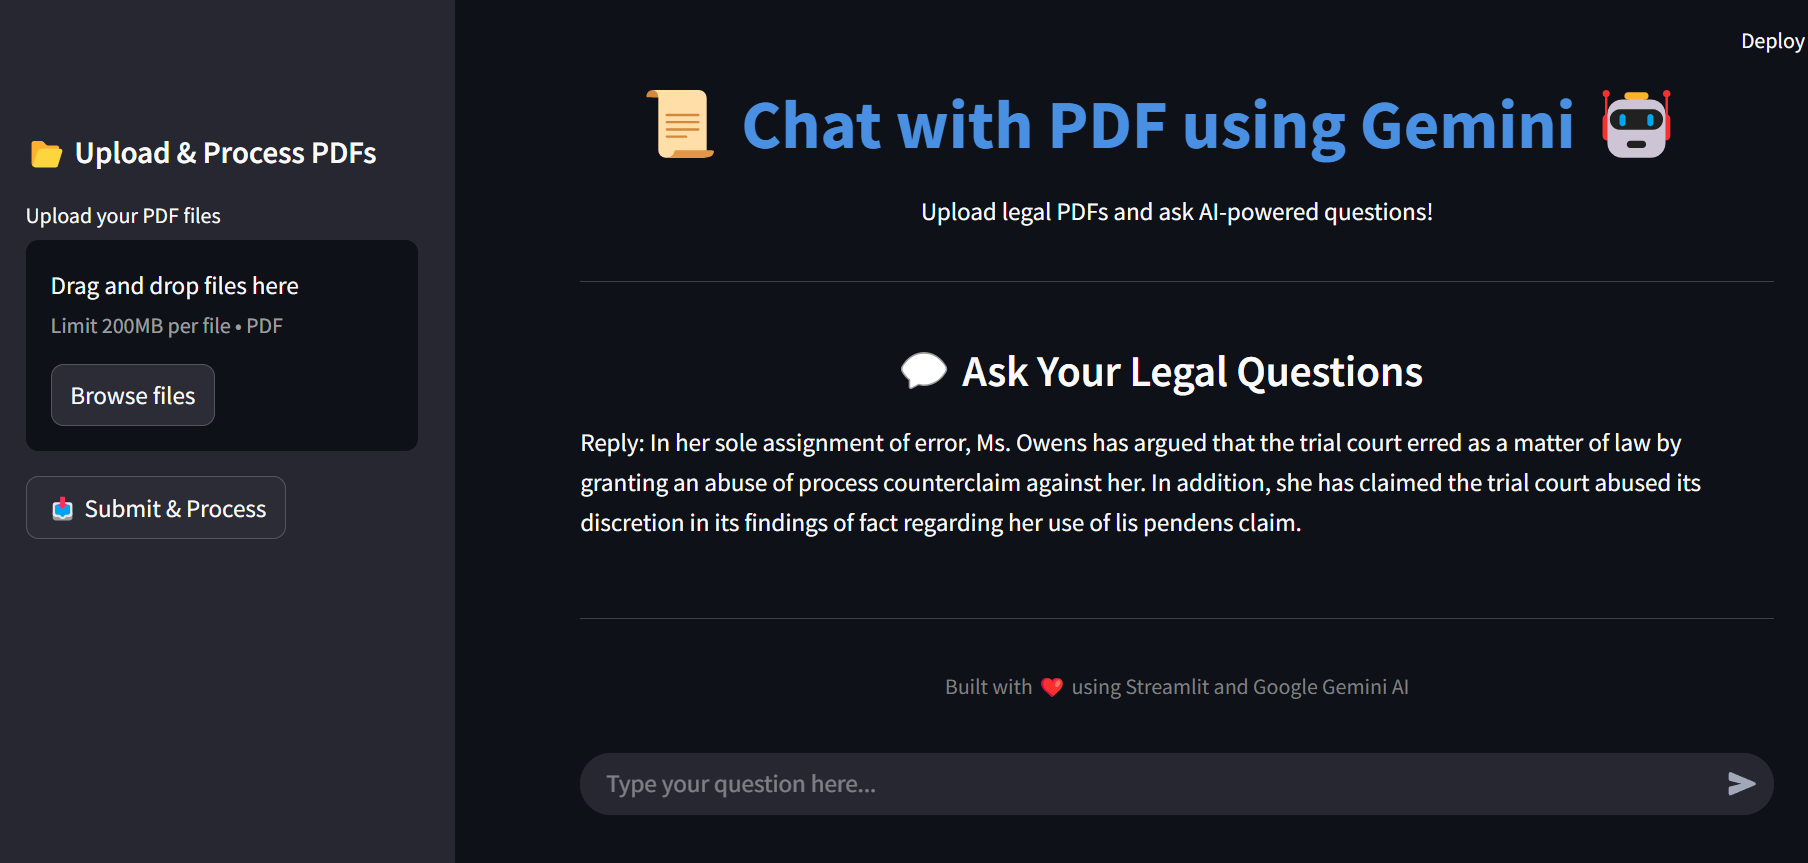 Deploy
📂 Upload & Process PDFs
Upload your PDF files
Drag and drop files here
Limit 200MB per file • PDF
Browse files
📥 Submit & Process
📜 Chat with PDF using Gemini 🤖
Upload legal PDFs and ask AI-powered questions!
💬 Ask Your Legal Questions
Reply: In her sole assignment of error, Ms. Owens has argued that the trial court erred as a matter of law by
granting an abuse of process counterclaim against her. In addition, she has claimed the trial court abused its
discretion in its findings of fact regarding her use of lis pendens claim.
Built with ❤️ using Streamlit and Google Gemini AI
Type your question here...